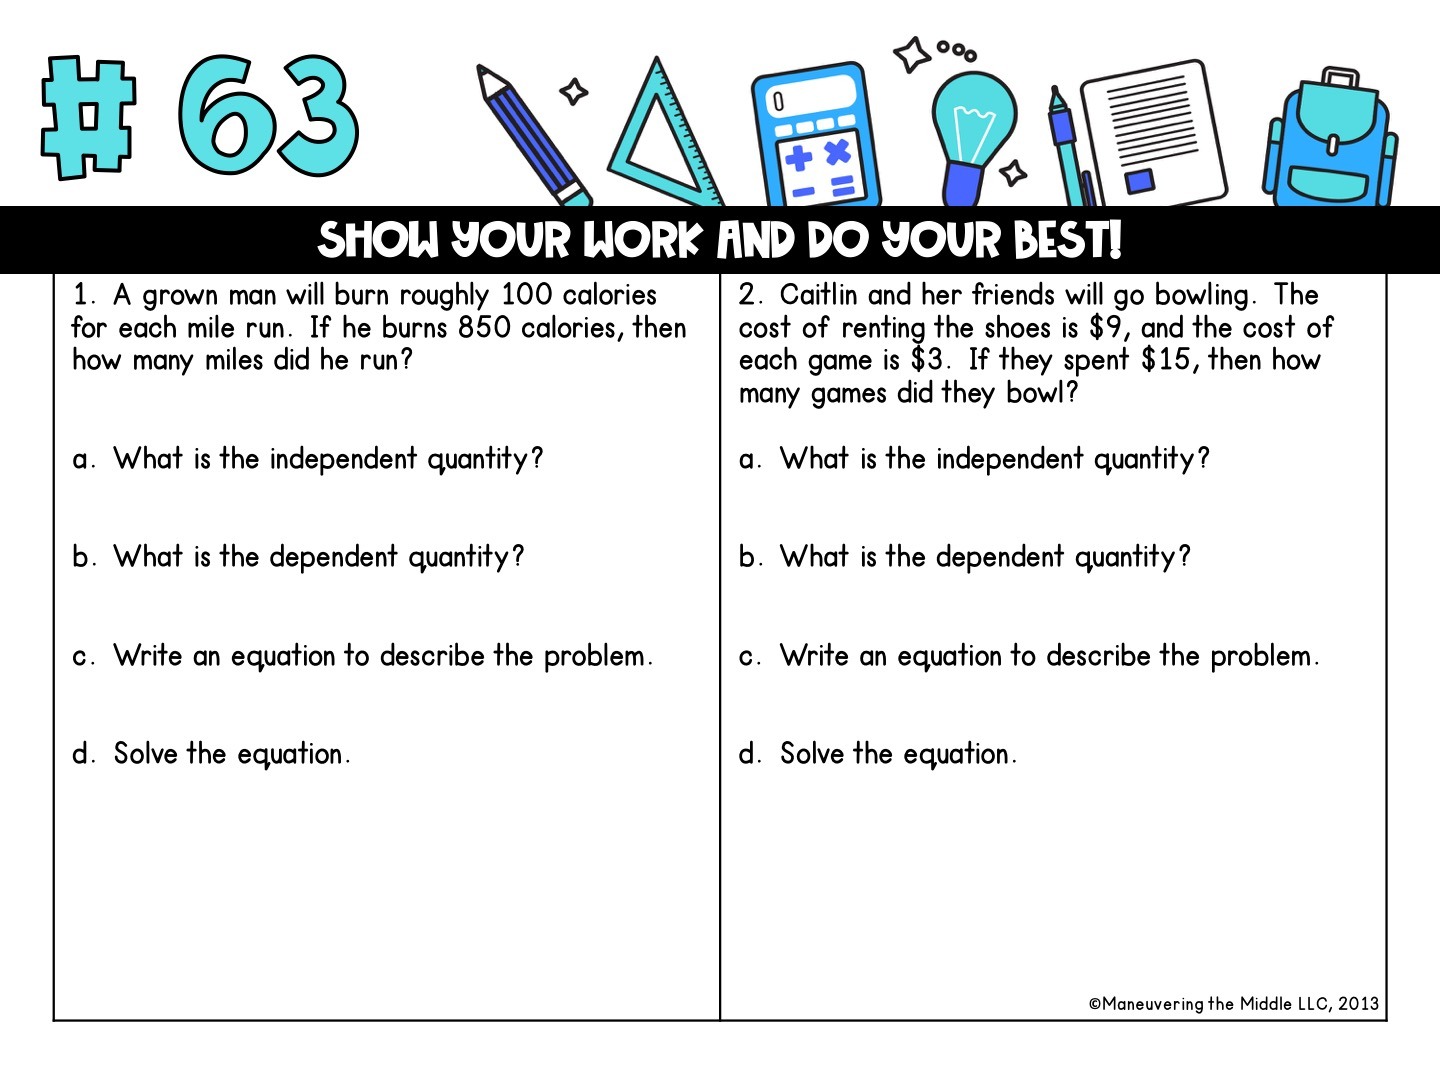 # 63
0
SHOW YOUR WORK AND DO YOUR BEST!
1. A grown man will burn roughly 100 calories
for each mile run. If he burns 850 calories, then
how many miles did he run?
a. What is the independent quantity?
b. What is the dependent quantity?
c. Write an equation to describe the problem.
d. Solve the equation.
2. Caitlin and her friends will go bowling. The
cost of renting the shoes is $9, and the cost of
each game is $3. If they spent $15, then how
many games did they bowl?
a. What is the independent quantity?
b. What is the dependent quantity?
c. Write an equation to describe the problem.
d. Solve the equation.
©Maneuvering the Middle LLC, 2013